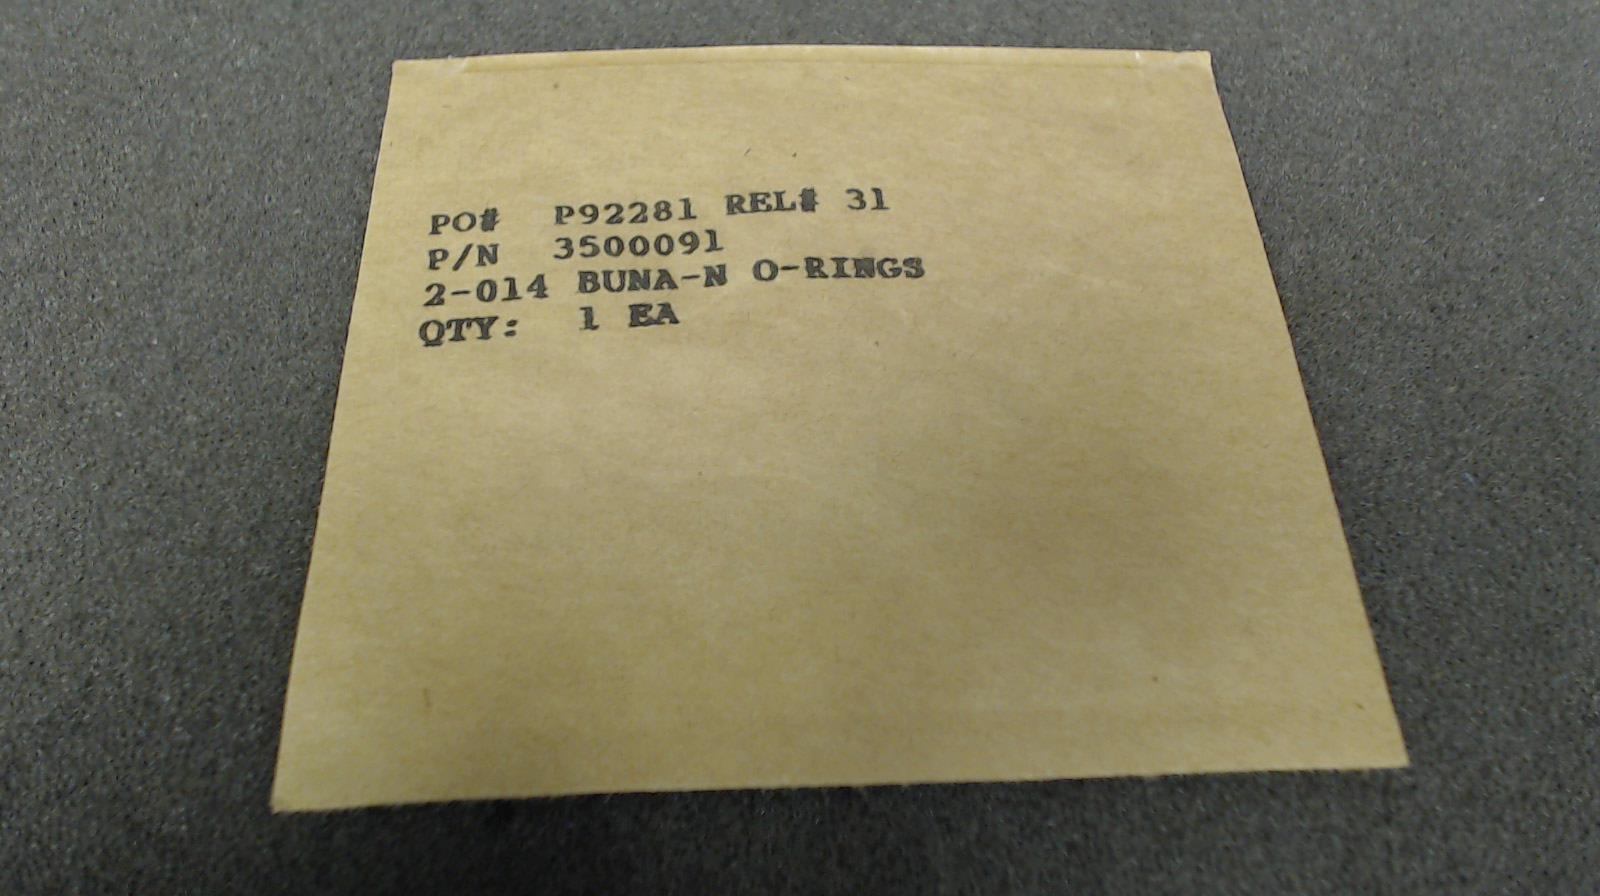 PO# P92281 REL# 31
P/N 3500091
2-014 BUNA-N O-RINGS
QTY: 1 EA